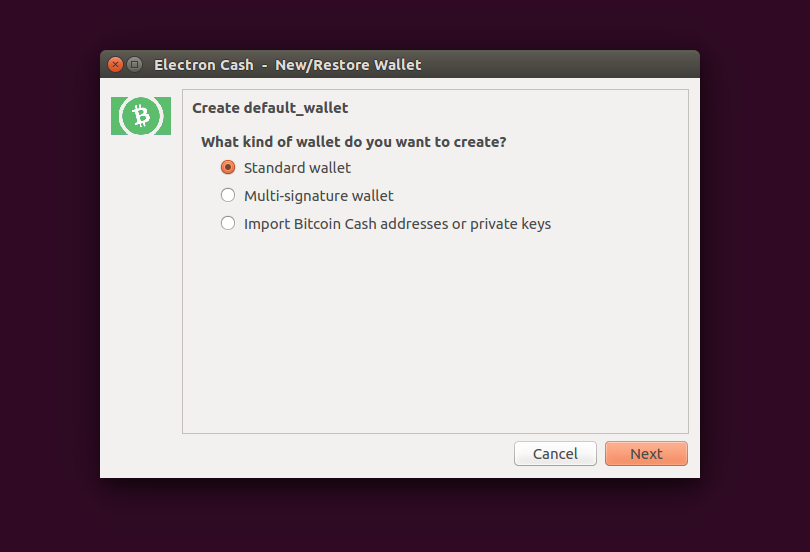 Electron Cash - New/Restore Wallet
Create default_wallet
What kind of wallet do you want to create?
Standard wallet
Multi-signature wallet
Import Bitcoin Cash addresses or private keys
Cancel
Next